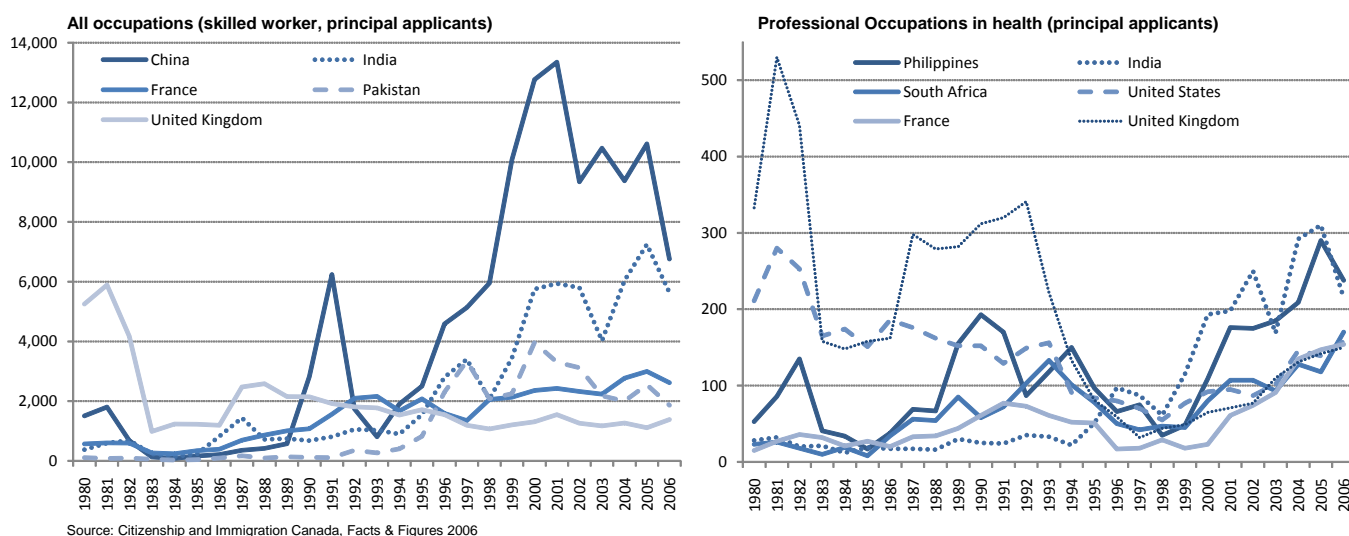 All occupations (skilled worker, principal applicants)
14,000
12,000
10,000
8,000
6,000
4,000
2,000
0
China
India
France
Pakistan
United Kingdom
1980 1981 1982 1983 1984 1985 1986 1987 1988 1989 1990 1991 1992 1993 1994 1995 1996 1997 1998 1999 2000 2001 2002 2003 2004 2005 2006
Source: Citizenship and Immigration Canada, Facts & Figures 2006
Professional Occupations in health (principal applicants)
500
400
300
200
100
0
Philippines
India
South Africa
United States
France
United Kingdom
1980 1981 1982 1983 1984 1985 1986 1987 1988 1989 1990 1991 1992 1993 1994 1995 1996 1997 1998 1999 2000 2001 2002 2003 2004 2005 2006